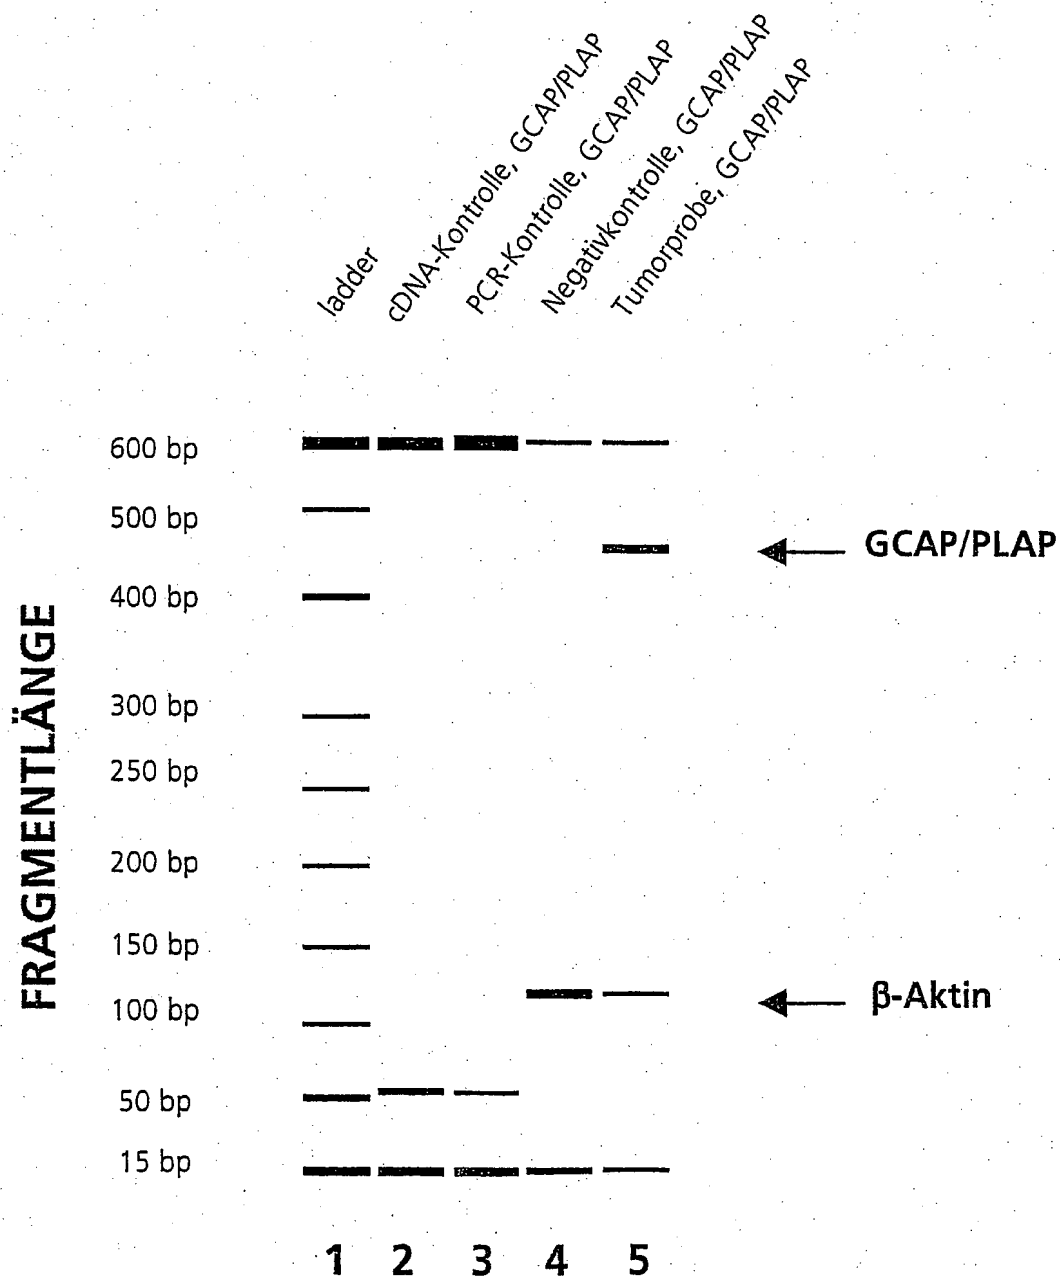 ladder
cDNA-Kontrolle, GCAP/PLAP
PCR-Kontrolle, GCAP/PLAP
Negativkontrolle, GCAP/PLAP
Tumorprobe, GCAP/PLAP
FRAGMENTLÄNGE
600 bp
500 bp
400 bp
300 bp
250 bp
200 bp
150 bp
100 bp
50 bp
15 bp
GCAP/PLAP
β-Aktin
1 2 3 4 5